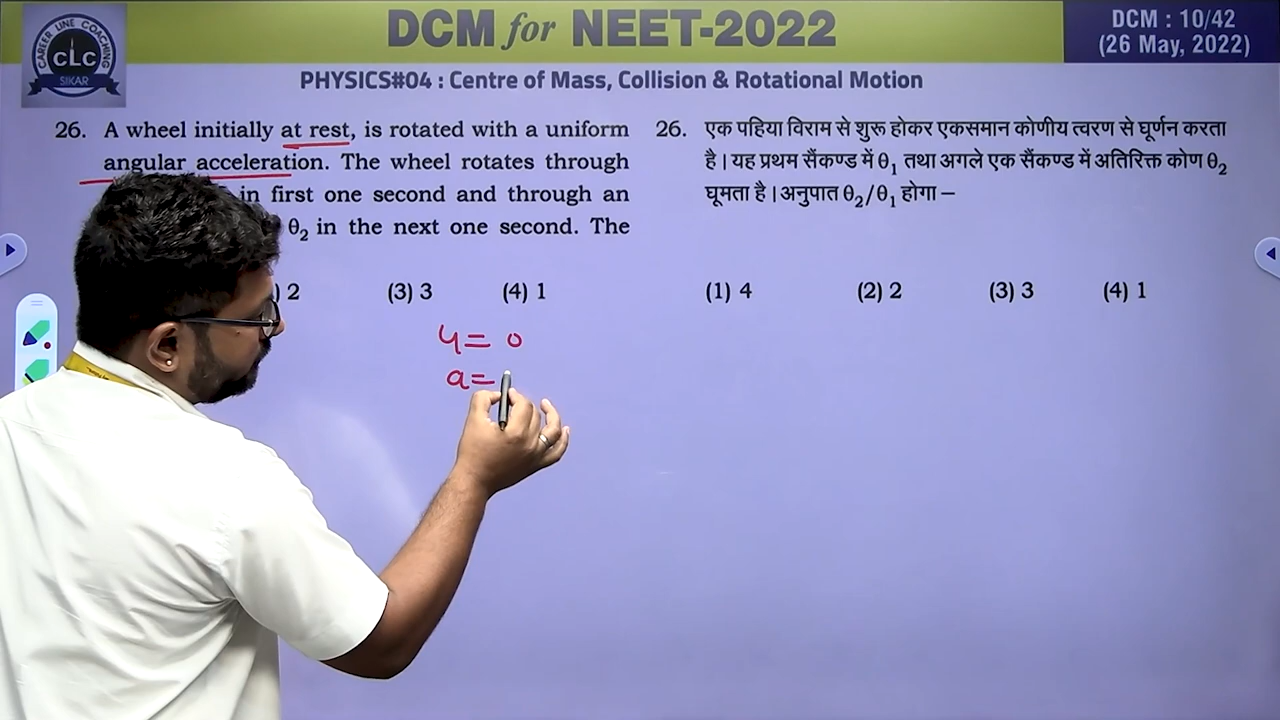 DCM for NEET-2022
DCM : 10/42
(26 May, 2022)
CAREER LINE COACHING
CLC
SIKAR
PHYSICS#04 : Centre of Mass, Collision & Rotational Motion
26. A wheel initially at rest, is rotated with a uniform
angular acceleration. The wheel rotates through
in first one second and through an
θ2 in the next one second. The
) 2 (3) 3 (4) 1
u = 0
a =
26. एक पहिया विराम से शुरू होकर एकसमान कोणीय त्वरण से घूर्णन करता
है। यह प्रथम सैंकण्ड में θ1 तथा अगले एक सैंकण्ड में अतिरिक्त कोण θ2
घूमता है। अनुपात θ2/θ1 होगा –
(1) 4 (2) 2 (3) 3 (4) 1